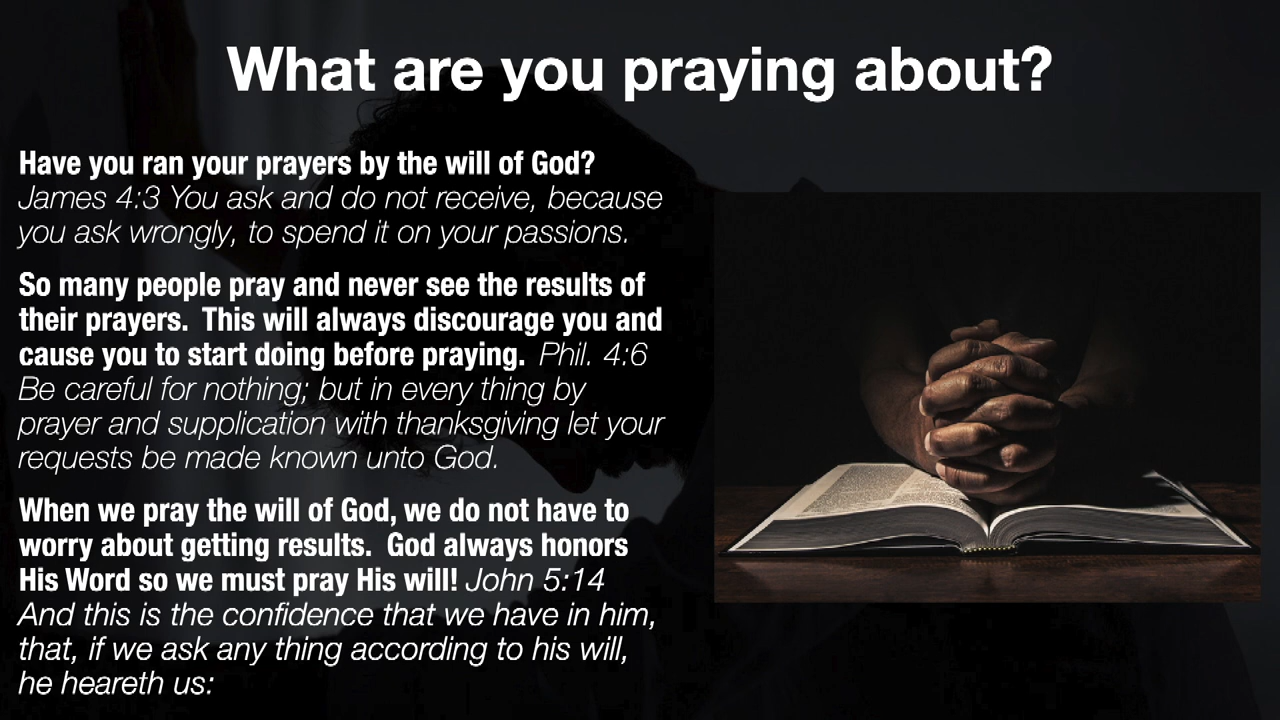 What are you praying about?
Have you ran your prayers by the will of God?
James 4:3 You ask and do not receive, because
you ask wrongly, to spend it on your passions.
So many people pray and never see the results of
their prayers.  This will always discourage you and
cause you to start doing before praying.  Phil. 4:6
Be careful for nothing; but in every thing by
prayer and supplication with thanksgiving let your
requests be made known unto God.
When we pray the will of God, we do not have to
worry about getting results.  God always honors
His Word so we must pray His will! John 5:14
And this is the confidence that we have in him,
that, if we ask any thing according to his will,
he heareth us: